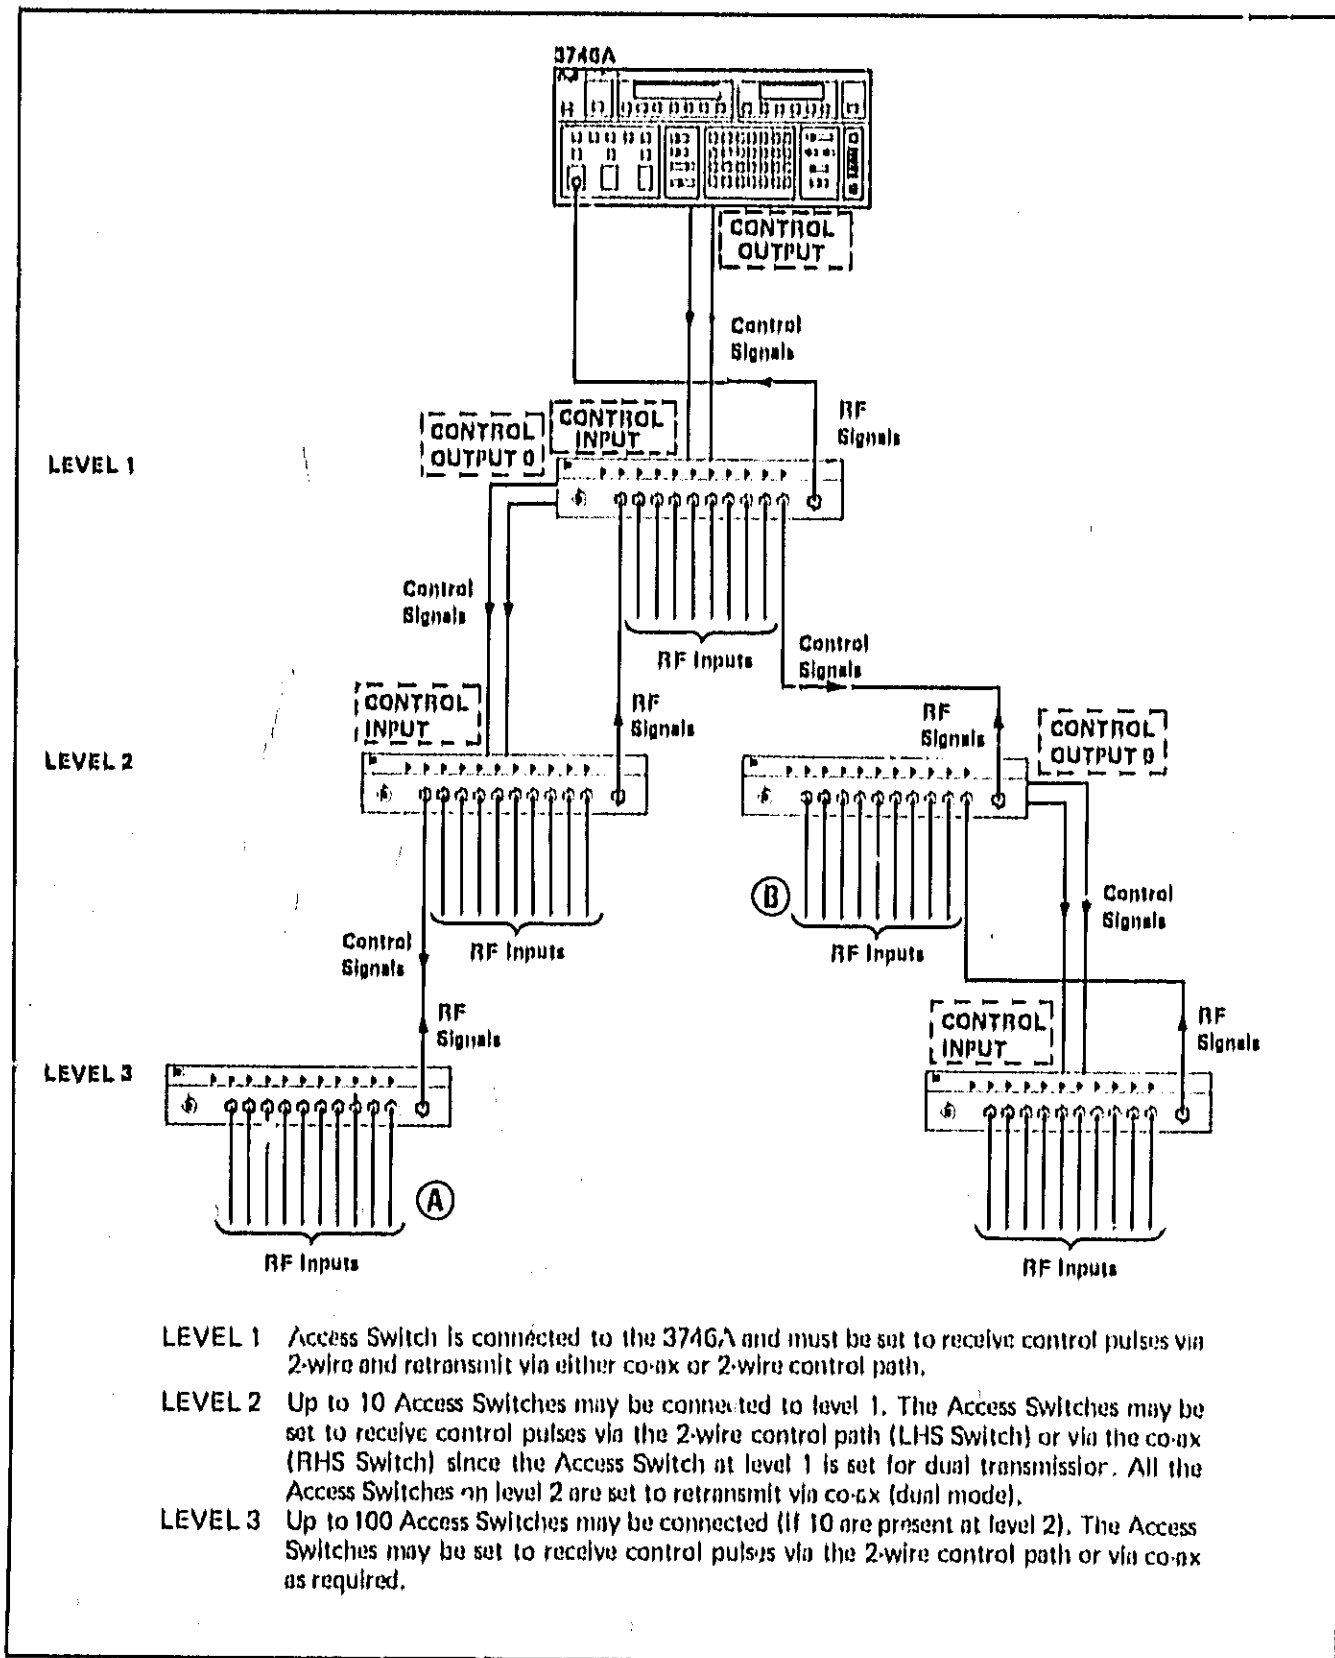 3746A
CONTROL
OUTPUT
Control
Signals
RF
Signals
CONTROL
OUTPUT 0
CONTROL
INPUT
LEVEL 1
Control
Signals
RF Inputs
Control
Signals
CONTROL
INPUT
RF
Signals
RF
Signals
CONTROL
OUTPUT 9
LEVEL 2
B
Control
Signals
RF Inputs
RF Inputs
Control
Signals
RF
Signals
CONTROL
INPUT
RF
Signals
LEVEL 3
A
RF Inputs
RF Inputs
LEVEL 1 Access Switch is connected to the 3746A and must be set to receive control pulses via
2-wire and retransmit via either co-ax or 2-wire control path.
LEVEL 2 Up to 10 Access Switches may be connected to level 1. The Access Switches may be
set to receive control pulses via the 2-wire control path (LHS Switch) or via the co-ax
(RHS Switch) since the Access Switch at level 1 is set for dual transmission. All the
Access Switches on level 2 are set to retransmit via co-ax (dual mode).
LEVEL 3 Up to 100 Access Switches may be connected (if 10 are present at level 2). The Access
Switches may be set to receive control pulses via the 2-wire control path or via co-ax
as required.